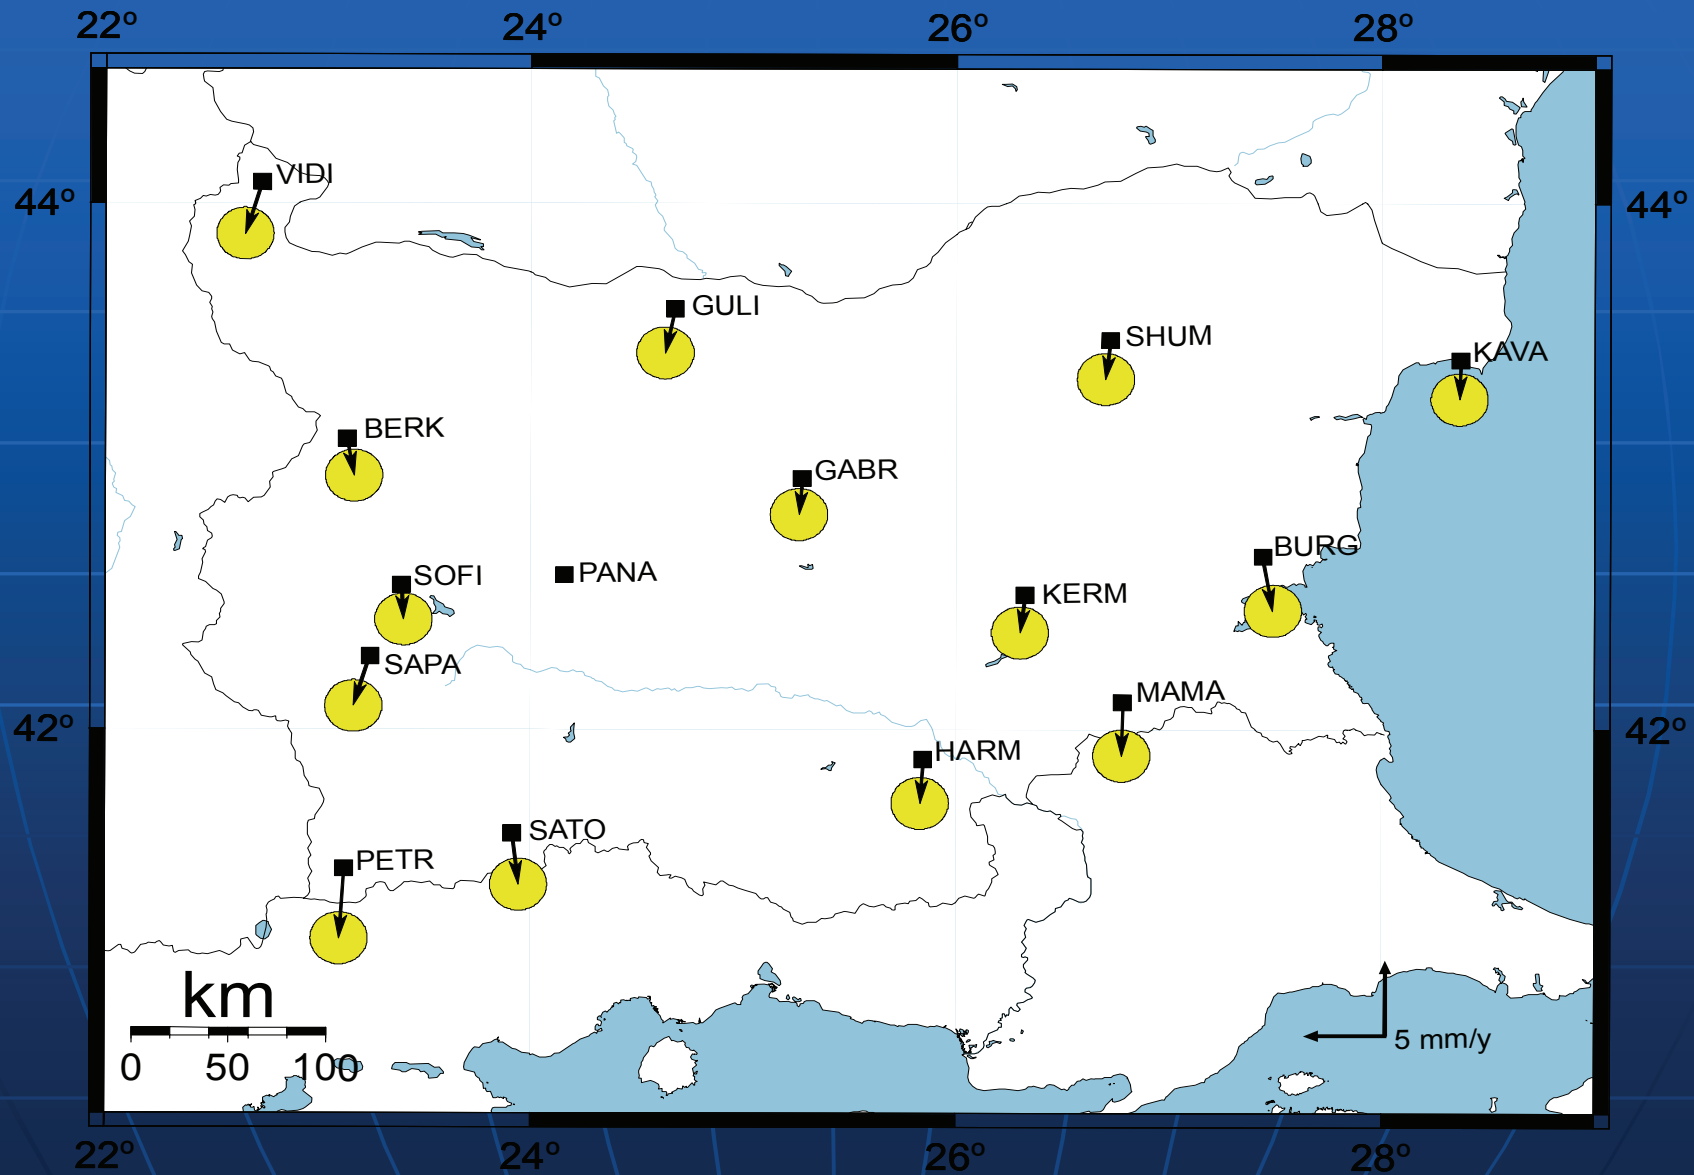 22° 24° 26° 28°
VIDI
44° 44°
GULI
SHUM
KAVA
BERK
GABR
BURG
SOFI PANA
KERM
SAPA
MAMA
42° 42°
HARM
SATO
PETR
km
0 50 100
5 mm/y
22° 24° 26° 28°